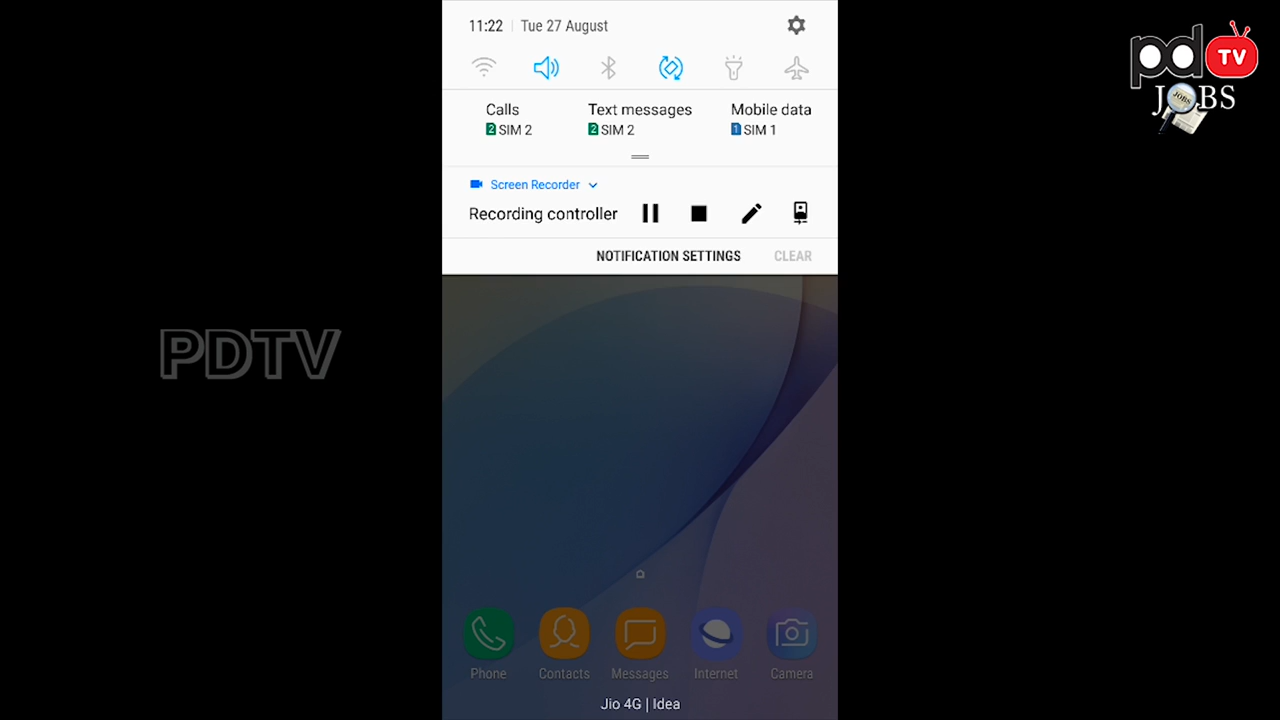 11:22 | Tue 27 August
Calls Text messages Mobile data
2 SIM 2 2 SIM 2 1 SIM 1
Screen Recorder
Recording controller
NOTIFICATION SETTINGS CLEAR
Phone Contacts Messages Internet Camera
Jio 4G | Idea
PDTV
pd TV
JOBS
JOBS